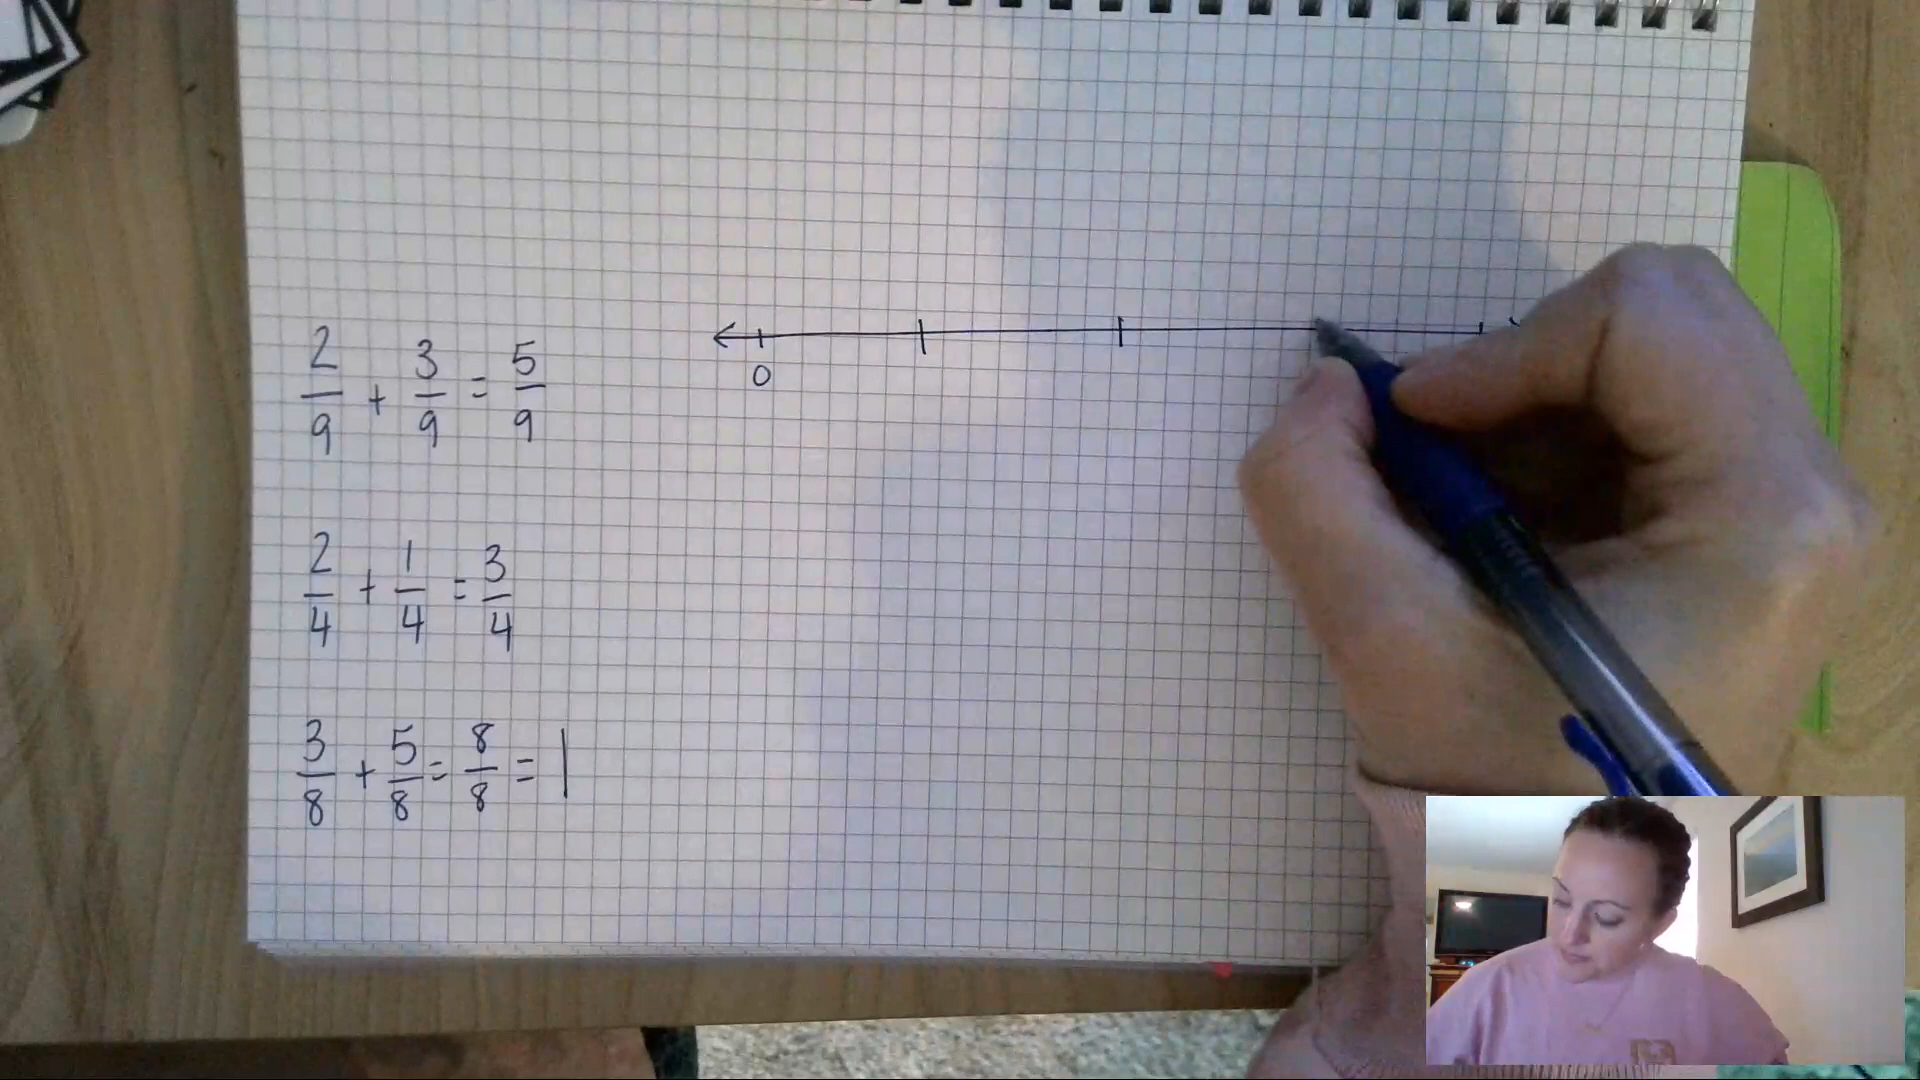 2/9 + 3/9 = 5/9
0
2/4 + 1/4 = 3/4
3/8 + 5/8 = 8/8 = 1